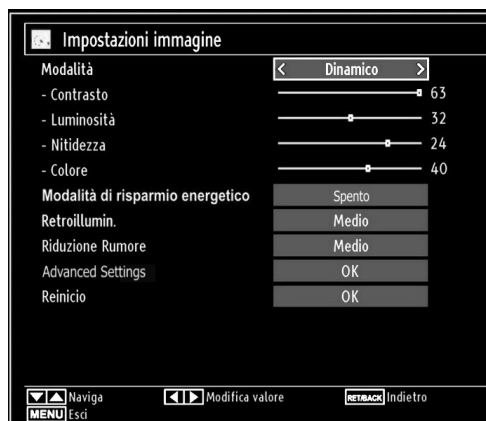 Impostazioni immagine
Modalità < Dinamico >
- Contrasto 63
- Luminosità 32
- Nitidezza 24
- Colore 40
Modalità di risparmio energetico Spento
Retroillumin. Medio
Riduzione Rumore Medio
Advanced Settings OK
Reinicio OK
Naviga Modifica valore RET/BACK Indietro
MENU Esci